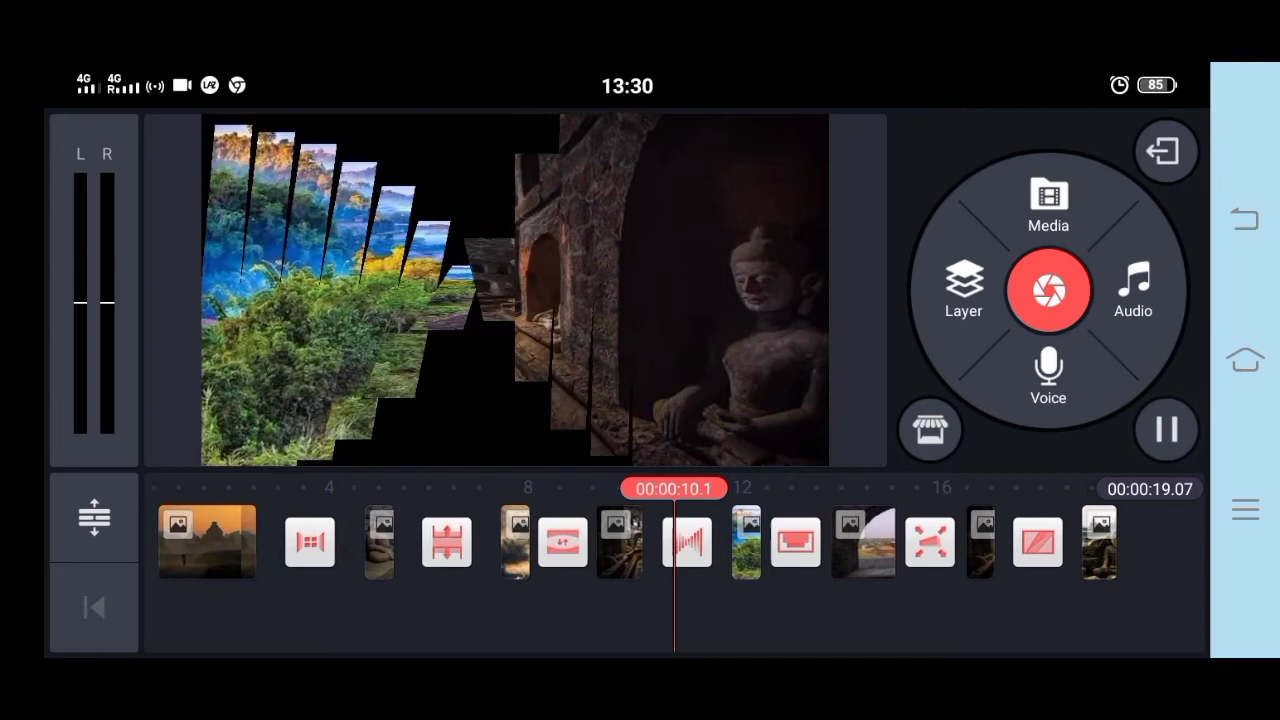 4G 4G R 13:30 85
L R
Media
Layer
Audio
Voice
4 8 00:00:10.1 12 16 00:00:19.07